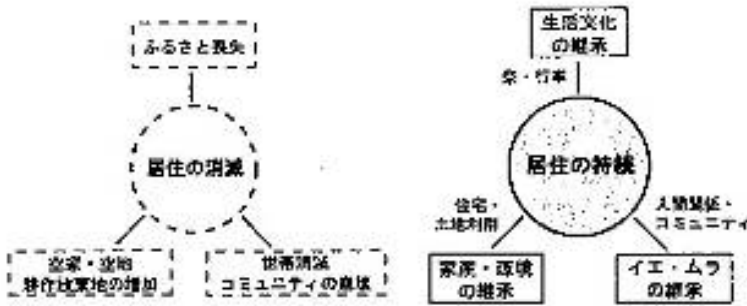 ふるさと喪失
居住の消滅
空家・空地
耕作放棄地の増加
世帯消滅
コミュニティの崩壊
生活文化
の継承
祭・行事
居住の持続
住宅・
土地利用
人間関係・
コミュニティ
家産・環境
の継承
イエ・ムラ
の継承